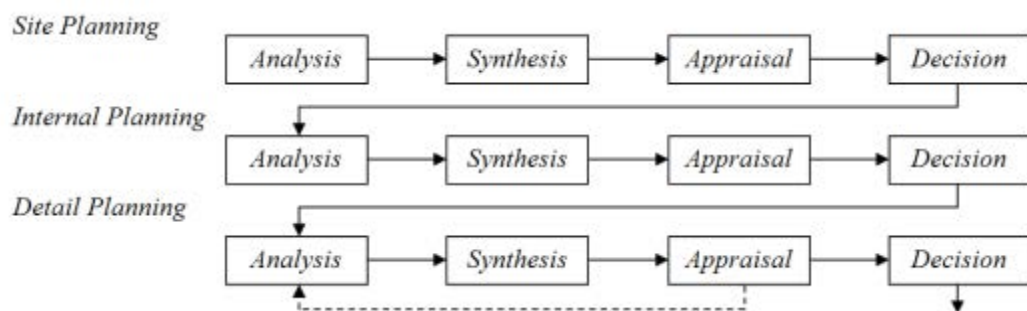 Site Planning
Analysis Synthesis Appraisal Decision
Internal Planning
Analysis Synthesis Appraisal Decision
Detail Planning
Analysis Synthesis Appraisal Decision